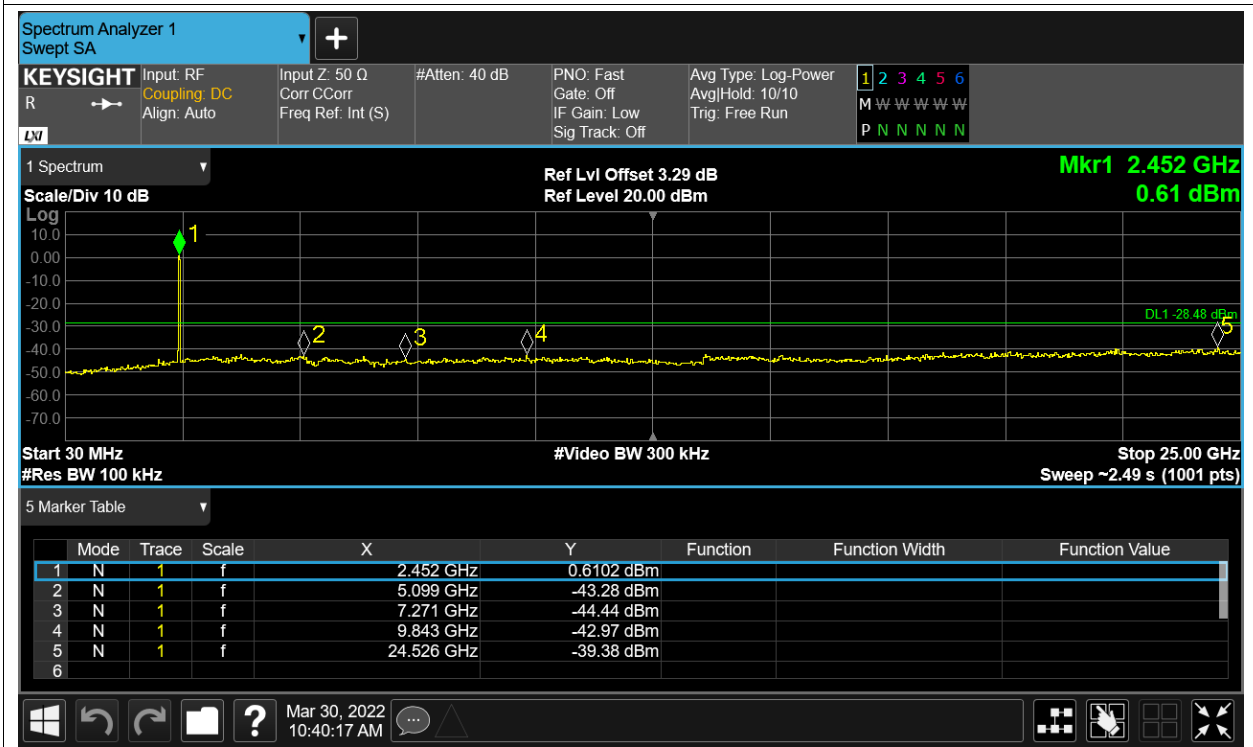 Spectrum Analyzer 1
Swept SA
KEYSIGHT
R
LXI
Input: RF
Coupling: DC
Align: Auto
Input Z: 50 Ω
Corr CCorr
Freq Ref: Int (S)
#Atten: 40 dB
PNO: Fast
Gate: Off
IF Gain: Low
Sig Track: Off
Avg Type: Log-Power
Avg|Hold: 10/10
Trig: Free Run
1 2 3 4 5 6
M W W W W W
P N N N N N
1 Spectrum
Scale/Div 10 dB
Ref Lvl Offset 3.29 dB
Ref Level 20.00 dBm
Mkr1 2.452 GHz
0.61 dBm
Log
10.0
0.00
-10.0
-20.0
-30.0
-40.0
-50.0
-60.0
-70.0
1
2
3
4
5
DL1 -28.48 dBm
Start 30 MHz
#Res BW 100 kHz
#Video BW 300 kHz
Stop 25.00 GHz
Sweep ~2.49 s (1001 pts)
5 Marker Table
Mode Trace Scale X Y Function Function Width Function Value
1 N 1 f 2.452 GHz 0.6102 dBm
2 N 1 f 5.099 GHz -43.28 dBm
3 N 1 f 7.271 GHz -44.44 dBm
4 N 1 f 9.843 GHz -42.97 dBm
5 N 1 f 24.526 GHz -39.38 dBm
6
?
Mar 30, 2022
10:40:17 AM